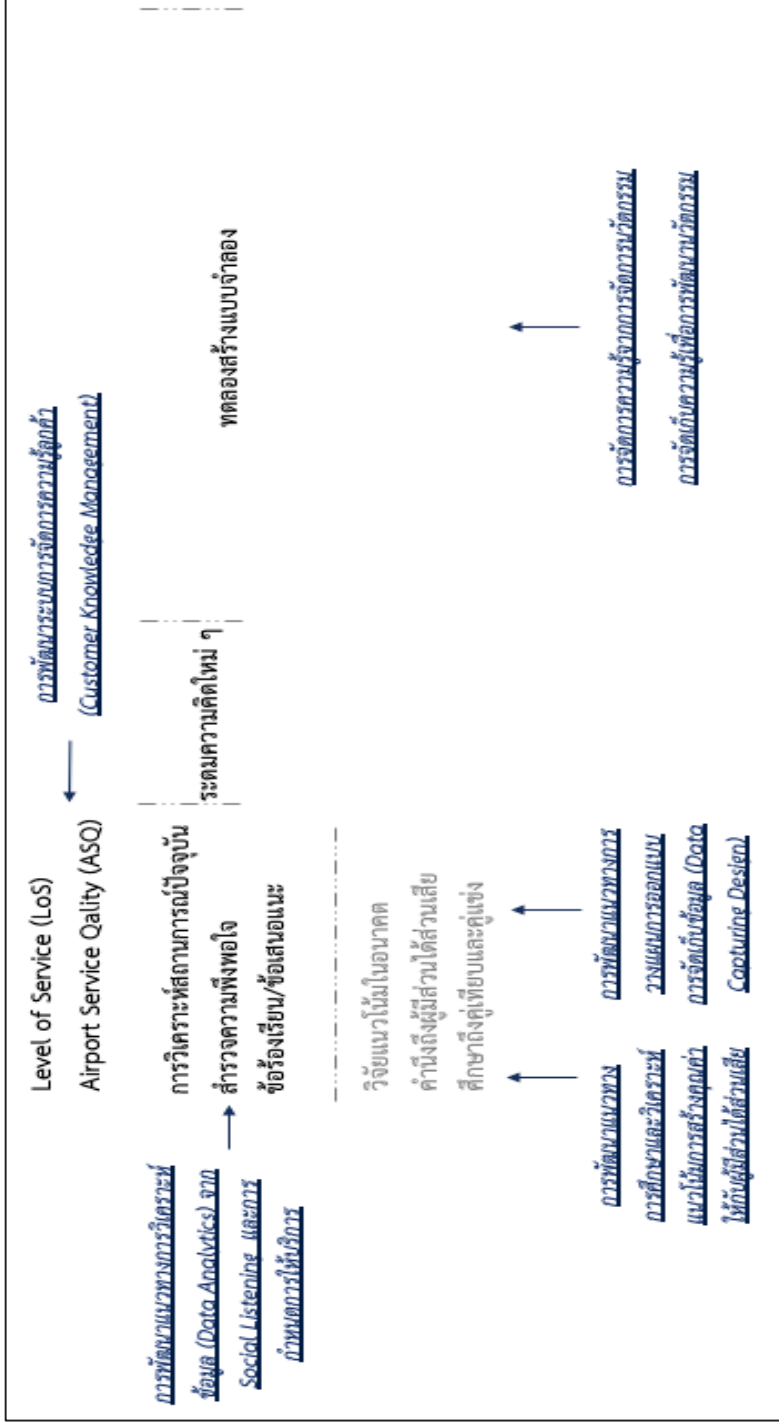 Level of Service (LoS)
Airport Service Qality (ASQ)
การพัฒนาระบบการจัดการความรู้ลูกค้า
(Customer Knowledge Management)
การพัฒนาแนวทางการวิเคราะห์
ข้อมูล (Data Analytics) จาก
Social Listening และการ
กำหนดการให้บริการ
การวิเคราะห์สถานการณ์ปัจจุบัน
สำรวจความพึงพอใจ
ข้อร้องเรียน/ข้อเสนอแนะ
ระดมความคิดใหม่ ๆ
ทดลองสร้างแบบจำลอง
วิจัยแนวโน้มในอนาคต
คำนึงถึงผู้มีส่วนได้ส่วนเสีย
ศึกษาถึงคู่เทียบและคู่แข่ง
การพัฒนาแนวทาง
การศึกษาและวิเคราะห์
แนวโน้มการสร้างคุณค่า
ให้กับผู้มีส่วนได้ส่วนเสีย
การพัฒนาแนวทางการ
วางแผนการออกแบบ
การจัดเก็บข้อมูล (Data
Capturing Design)
การจัดการความรู้จากการจัดการนวัตกรรม
การจัดเก็บความรู้เพื่อการพัฒนานวัตกรรม